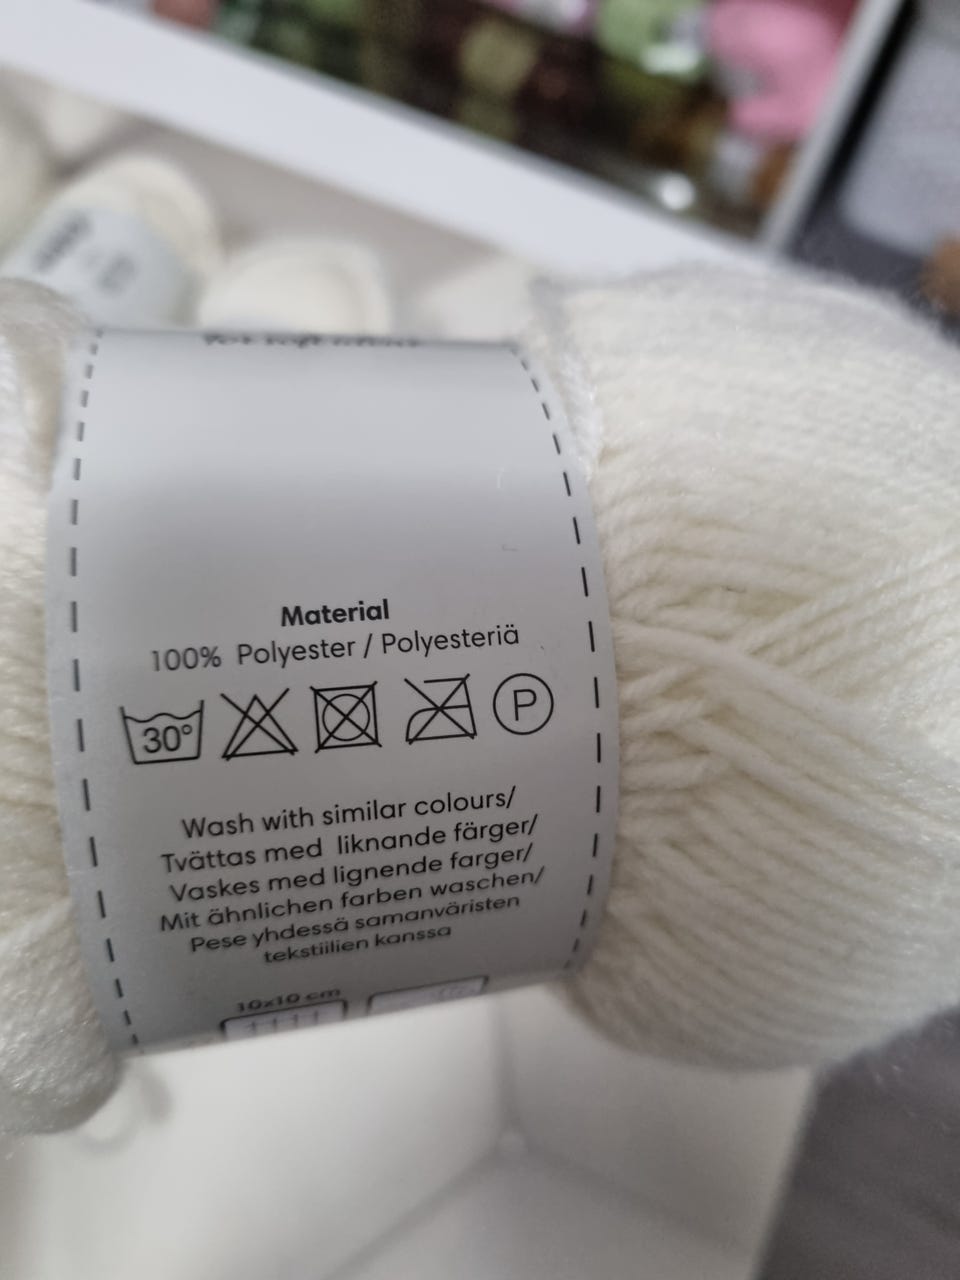 Material
100% Polyester / Polyesteriä
30°
P
Wash with similar colours/
Tvättas med liknande färger/
Vaskes med lignende farger/
Mit ähnlichen farben waschen/
Pese yhdessä samanväristen
tekstiilien kanssa
10x10 cm